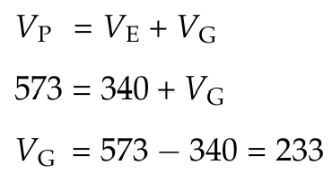 V_P = V_E + V_G
573 = 340 + V_G
V_G = 573 − 340 = 233